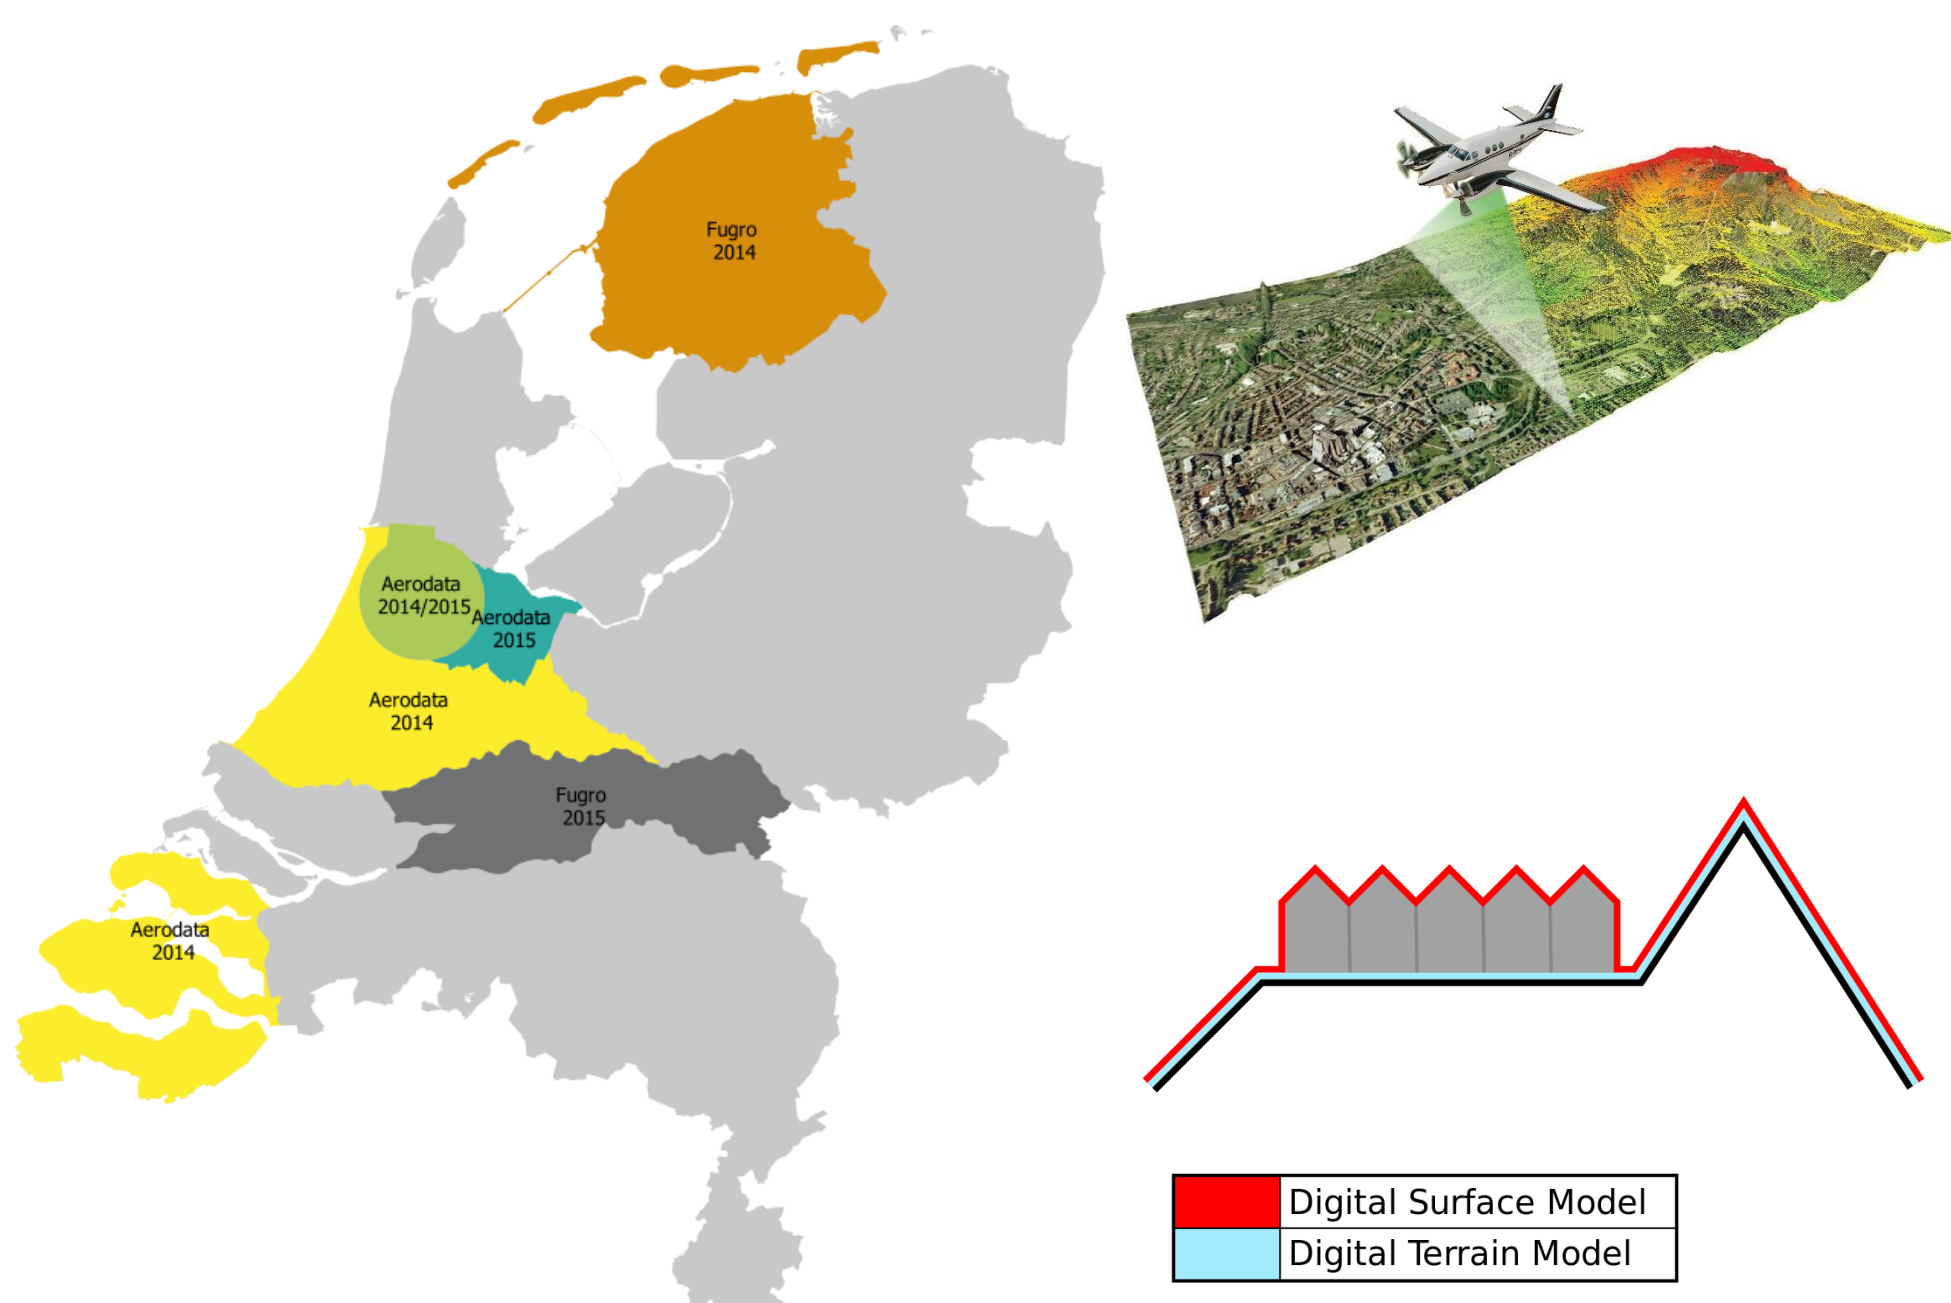 Fugro
2014
Aerodata
2014/2015
Aerodata
2015
Aerodata
2014
Fugro
2015
Aerodata
2014
Digital Surface Model
Digital Terrain Model